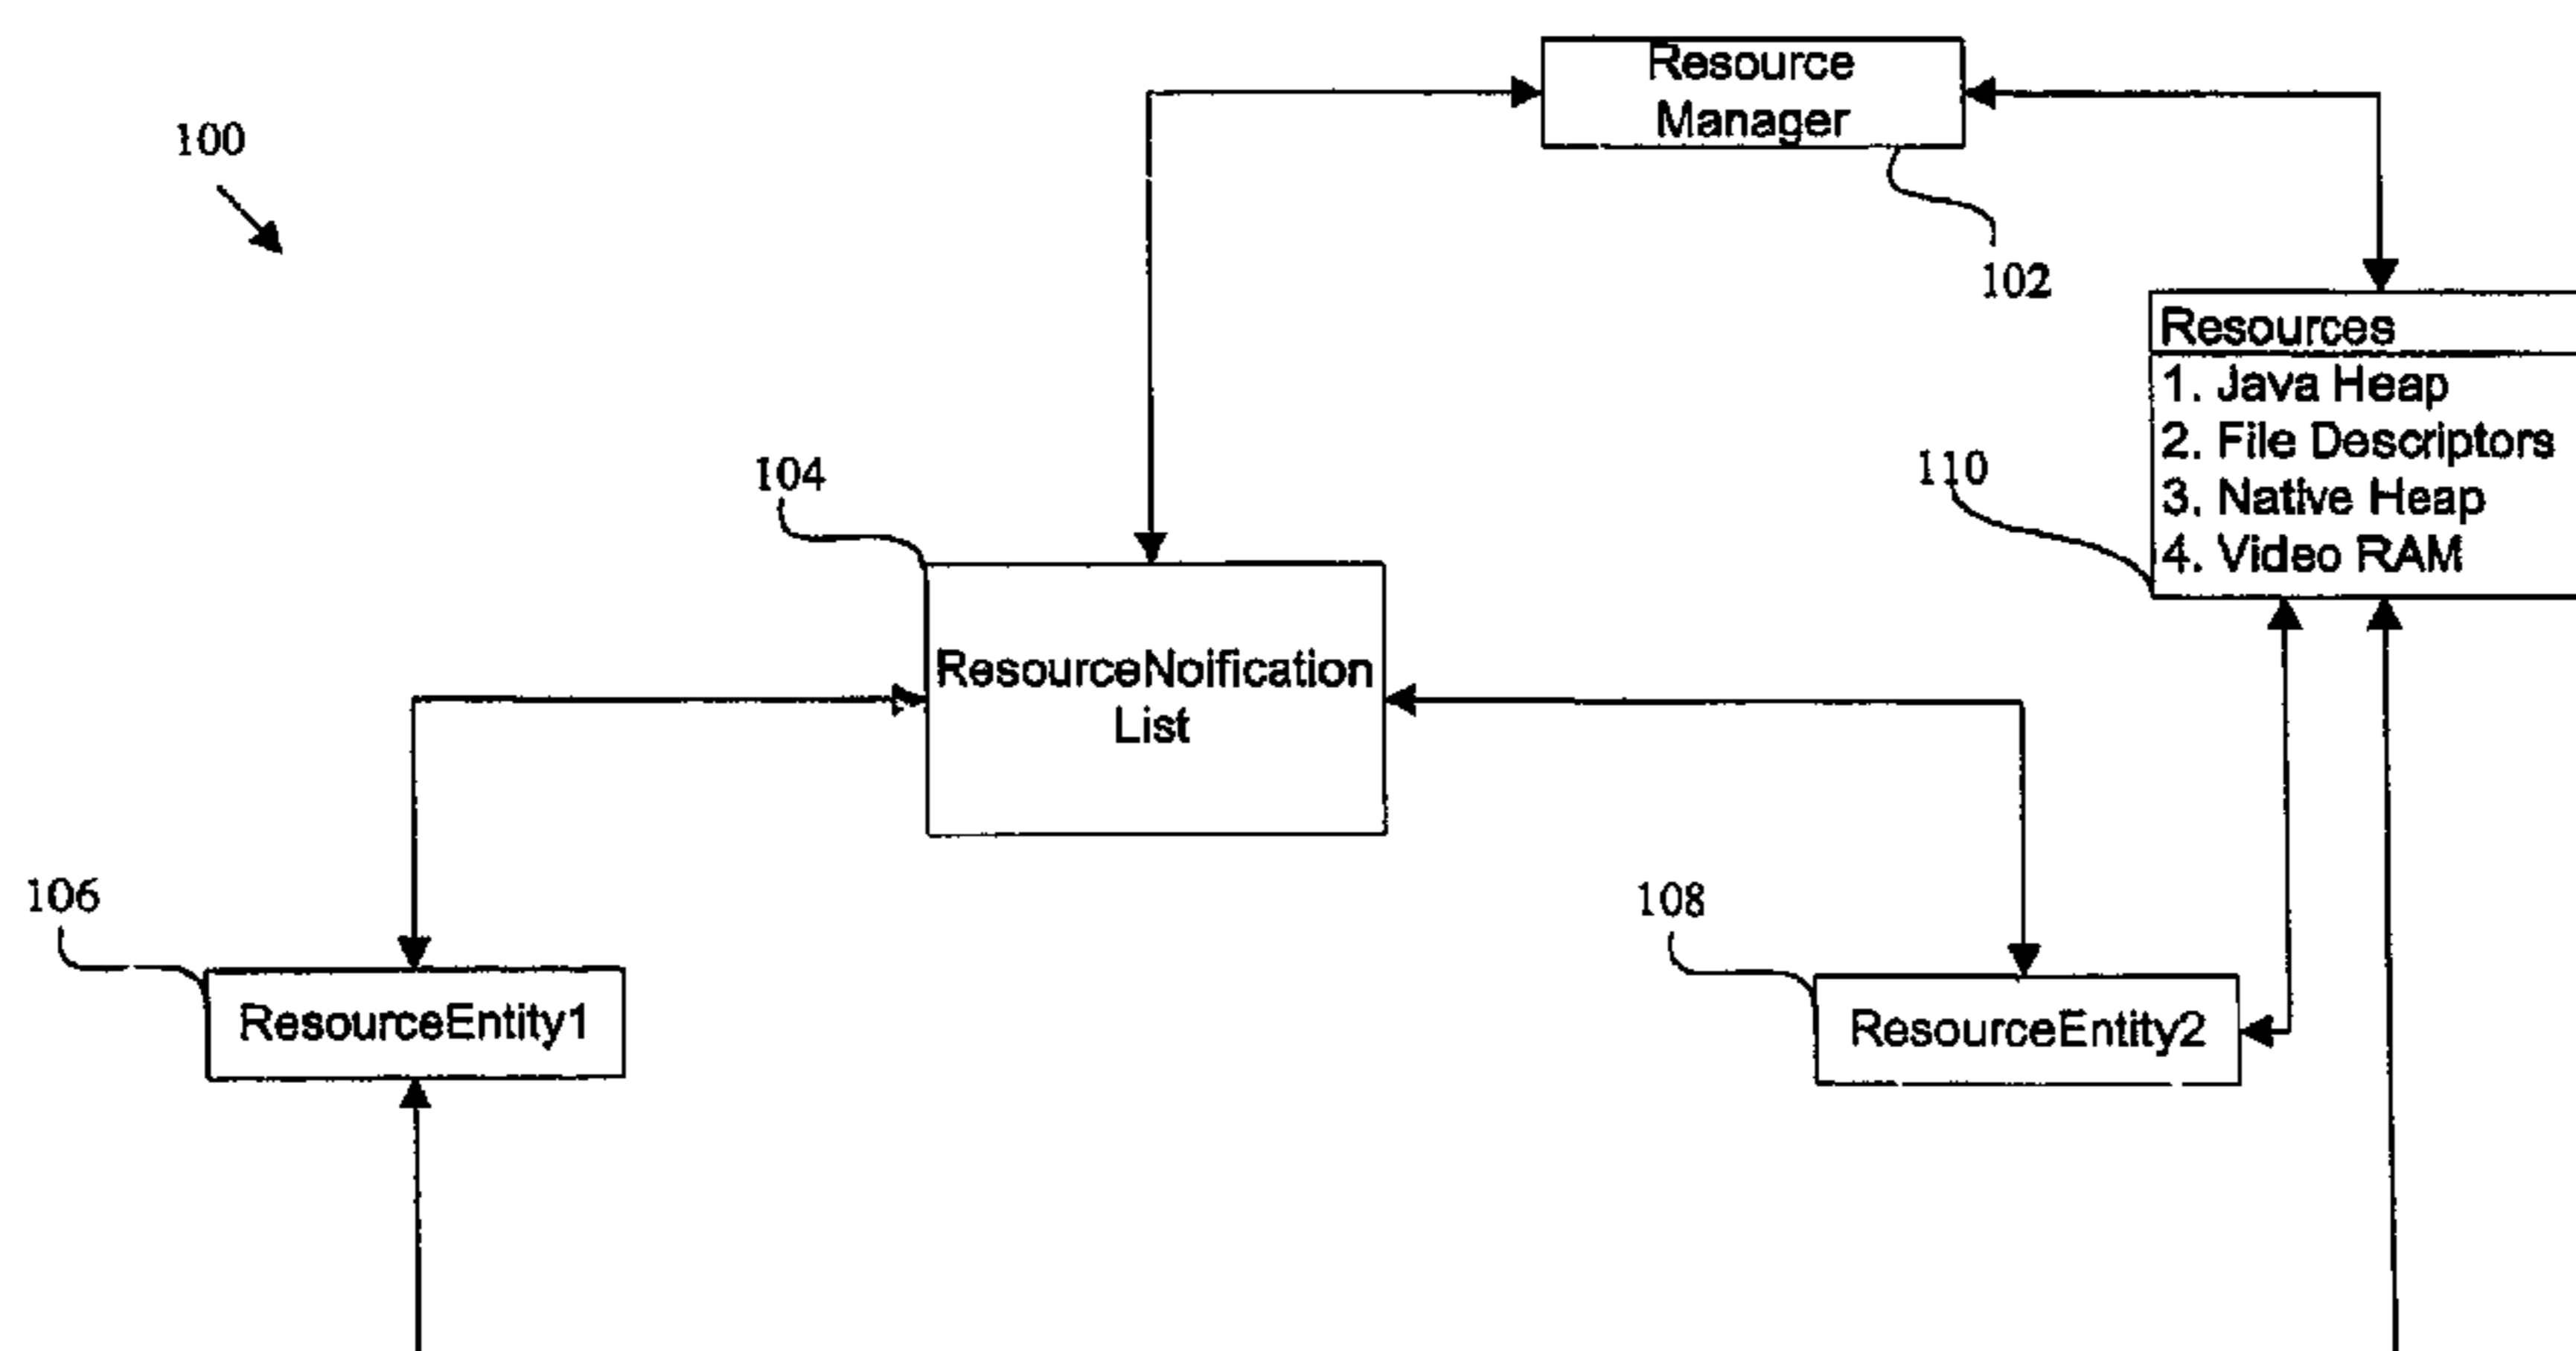 Resource
Manager
100
102
Resources
1. Java Heap
2. File Descriptors
3. Native Heap
4. Video RAM
104
110
ResourceNoification
List
106
108
ResourceEntity1
ResourceEntity2